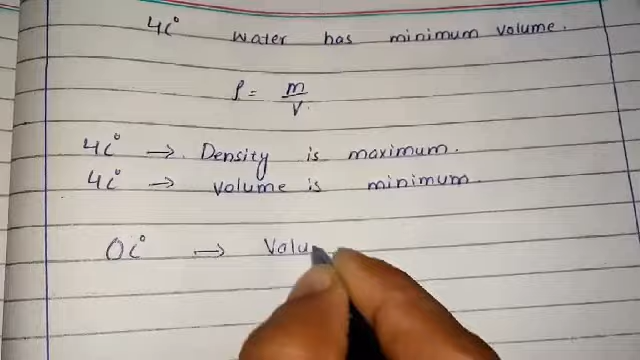 4c° water has minimum volume.
ρ = m/V.
4c° → Density is maximum.
4c° → volume is minimum.
0c° → Volu